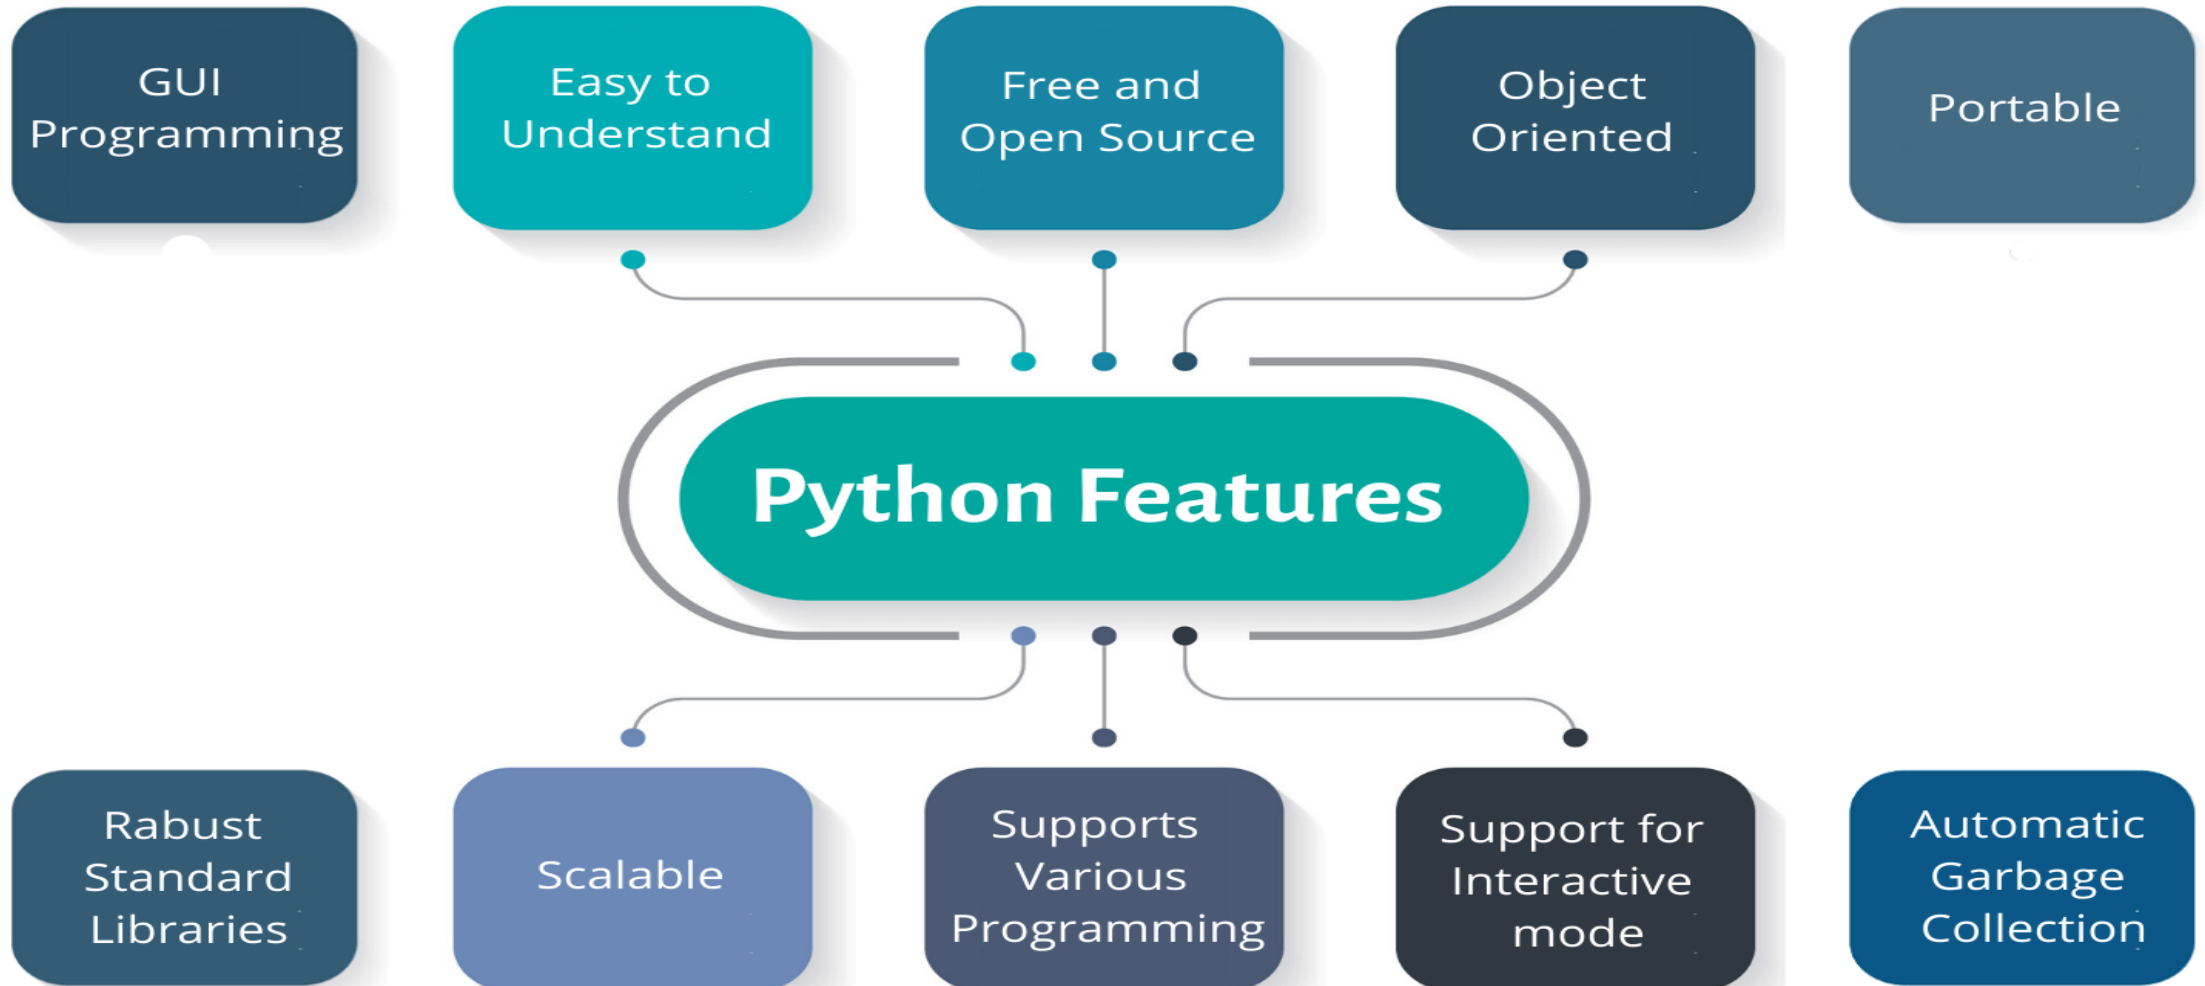 GUI
Programming
Easy to
Understand
Free and
Open Source
Object
Oriented
Portable
Python Features
Rabust
Standard
Libraries
Scalable
Supports
Various
Programming
Support for
Interactive
mode
Automatic
Garbage
Collection